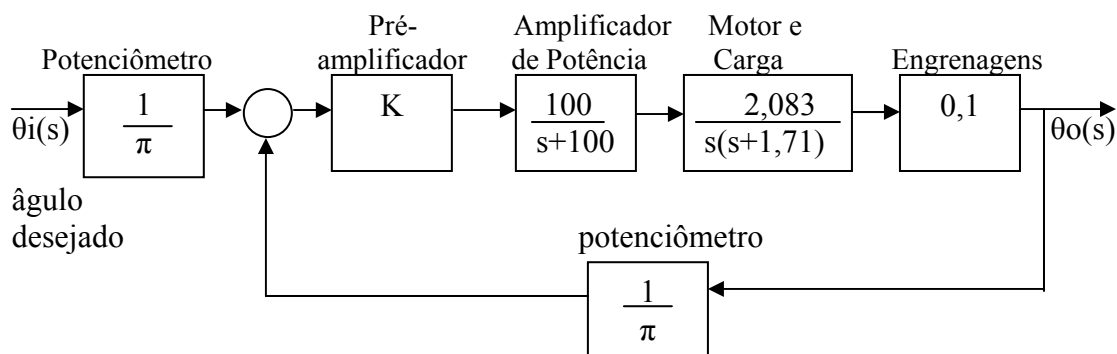 Potenciômetro
1
π
θi(s)
âgulo
desejado
Pré-
amplificador
K
Amplificador
de Potência
100
s+100
Motor e
Carga
2,083
s(s+1,71)
Engrenagens
0,1
θo(s)
potenciômetro
1
π